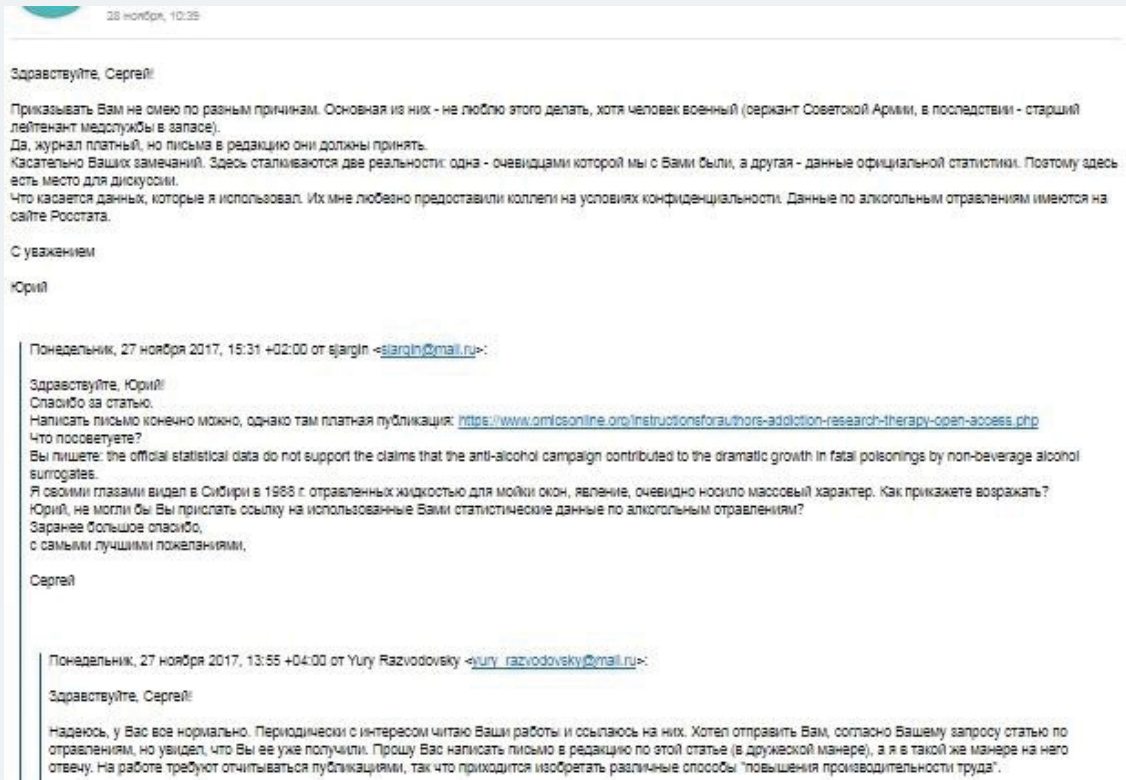 28 ноября, 10:39
Здравствуйте, Сергей!
Приказывать Вам не смею по разным причинам. Основная из них - не люблю этого делать, хотя человек военный (сержант Советской Армии, в последствии - старший
лейтенант медслужбы в запасе).
Да, журнал платный, но письма в редакцию они должны принять.
Касательно Ваших замечаний. Здесь сталкиваются две реальности: одна - очевидцами которой мы с Вами были, а другая - данные официальной статистики. Поэтому здесь
есть место для дискуссии.
Что касается данных, которые я использовал. Их мне любезно предоставили коллеги на условиях конфиденциальности. Данные по алкогольным отравлениям имеются на
сайте Росстата.
С уважением
Юрий
Понедельник, 27 ноября 2017, 15:31 +02:00 от sjargin <sjargin@mail.ru>:
Здравствуйте, Юрий!
Спасибо за статью.
Написать письмо конечно можно, однако там платная публикация: https://www.omicsonline.org/instructionsforauthors-addiction-research-therapy-open-access.php
Что посоветуете?
Вы пишете: the official statistical data do not support the claims that the anti-alcohol campaign contributed to the dramatic growth in fatal poisonings by non-beverage alcohol
surrogates.
Я своими глазами видел в Сибири в 1988 г. отравленных жидкостью для мойки окон, явление, очевидно носило массовый характер. Как прикажете возражать?
Юрий, не могли бы Вы прислать ссылку на использованные Вами статистические данные по алкогольным отравлениям?
Заранее большое спасибо,
с самыми лучшими пожеланиями,
Сергей
Понедельник, 27 ноября 2017, 13:55 +04:00 от Yury Razvodovsky <yury_razvodovsky@mail.ru>:
Здравствуйте, Сергей!
Надеюсь, у Вас все нормально. Периодически с интересом читаю Ваши работы и ссылаюсь на них. Хотел отправить Вам, согласно Вашему запросу статью по
отравлениям, но увидел, что Вы ее уже получили. Прошу Вас написать письмо в редакцию по этой статье (в дружеской манере), а я в такой же манере на него
отвечу. На работе требуют отчитываться публикациями, так что приходится изобретать различные способы "повышения производительности труда".